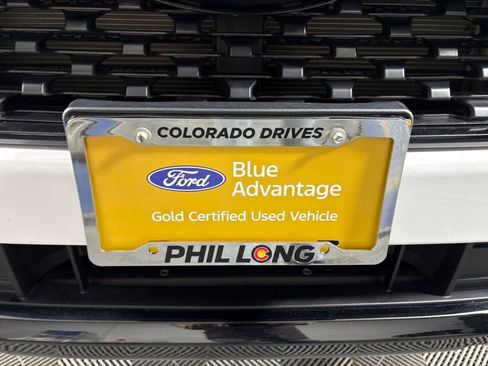 COLORADO DRIVES
Ford
Blue
Advantage
Gold Certified Used Vehicle
PHIL LONG